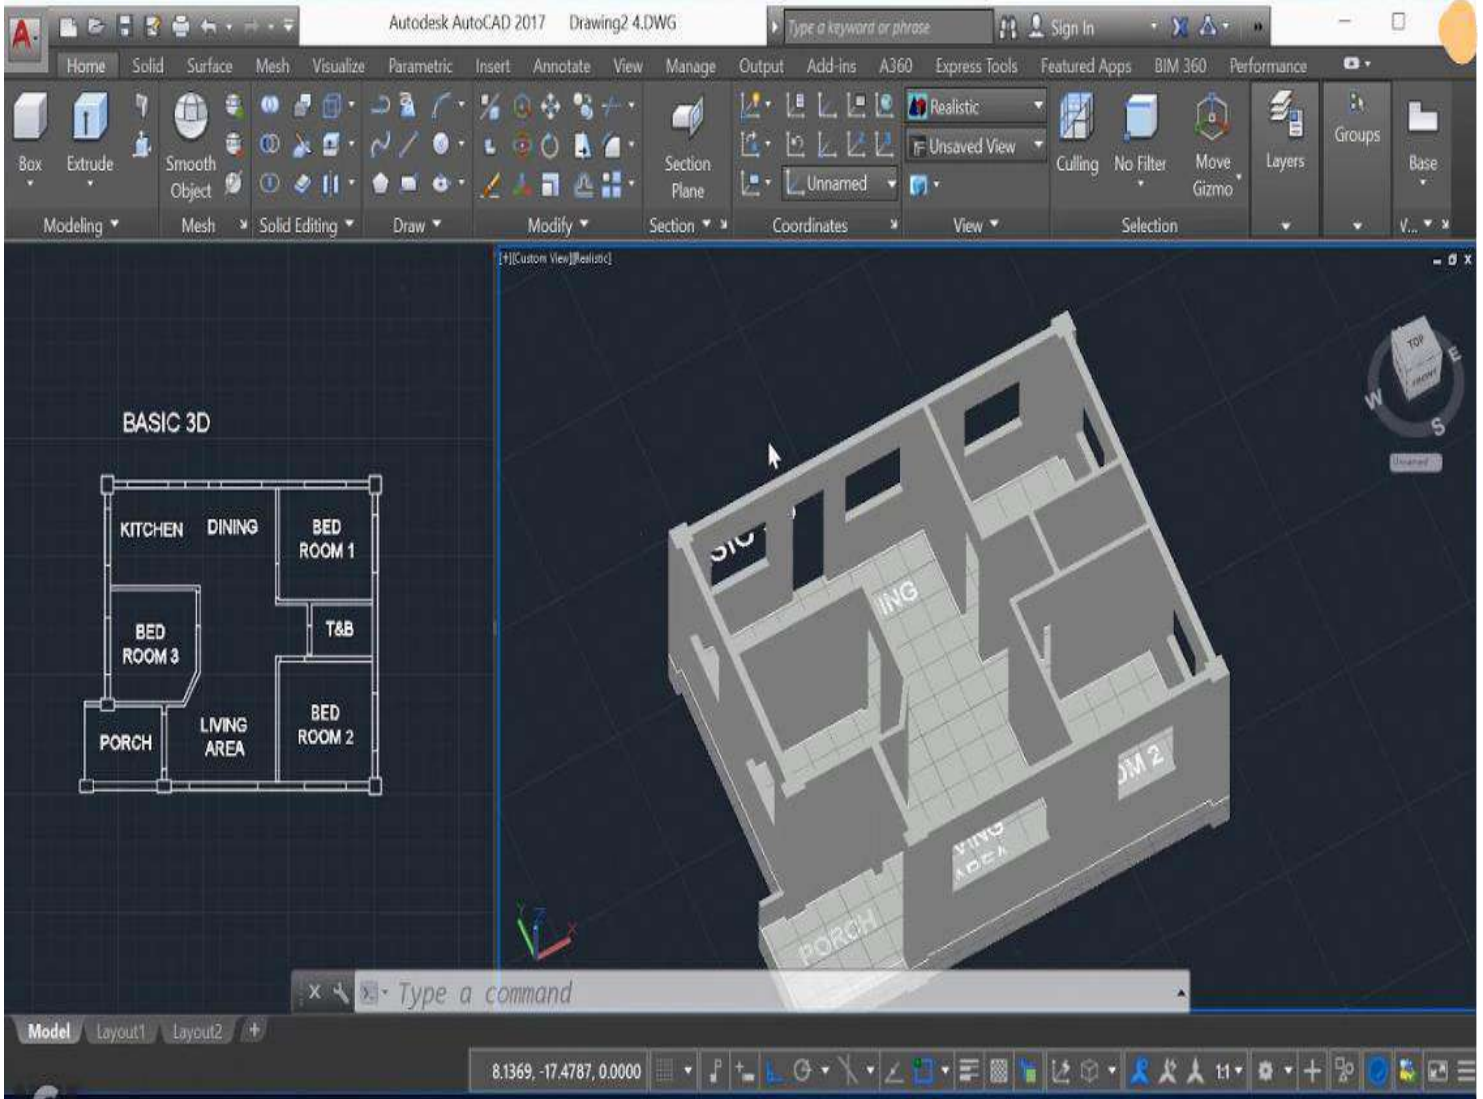 A
Autodesk AutoCAD 2017 Drawing2 4.DWG
Type a keyword or phrase
Sign In
Home Solid Surface Mesh Visualize Parametric Insert Annotate View Manage Output Add-ins A360 Express Tools Featured Apps BIM 360 Performance
Realistic
Unsaved View
Unnamed
Box Extrude
Smooth
Object
Section
Plane
Culling No Filter Move
Gizmo
Layers
Groups
Base
Modeling Mesh Solid Editing Draw Modify Section Coordinates View Selection V...
[+][Custom View][Realistic]
TOP
FRONT
E
W
S
Unnamed
BASIC 3D
KITCHEN DINING BED
ROOM 1
BED
ROOM 3
T&B
PORCH
LIVING
AREA
BED
ROOM 2
SIC
ING
OM 2
VING
AREA
PORCH
Y Z X
Type a command
Model Layout1 Layout2 +
8.1369, -17.4787, 0.0000
1:1